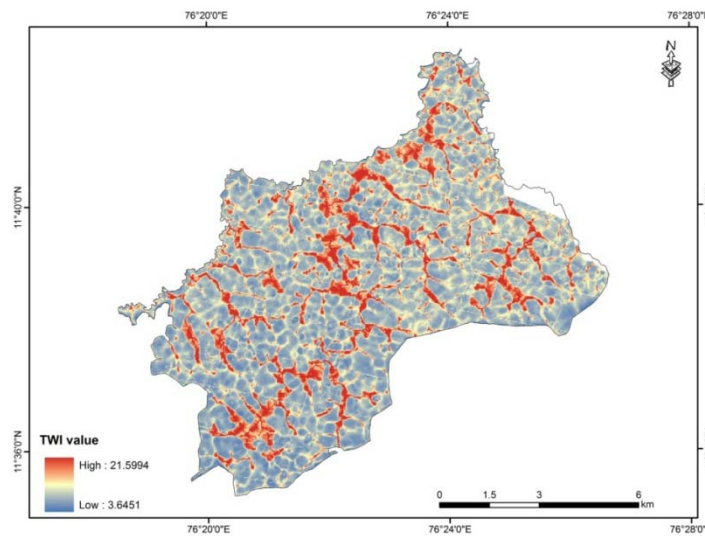 76°20'0"E 76°24'0"E 76°28'0"E
N
11°40'0"N
11°36'0"N
TWI value
High : 21.5994
Low : 3.6451
0 1.5 3 6
km
76°20'0"E 76°24'0"E 76°28'0"E